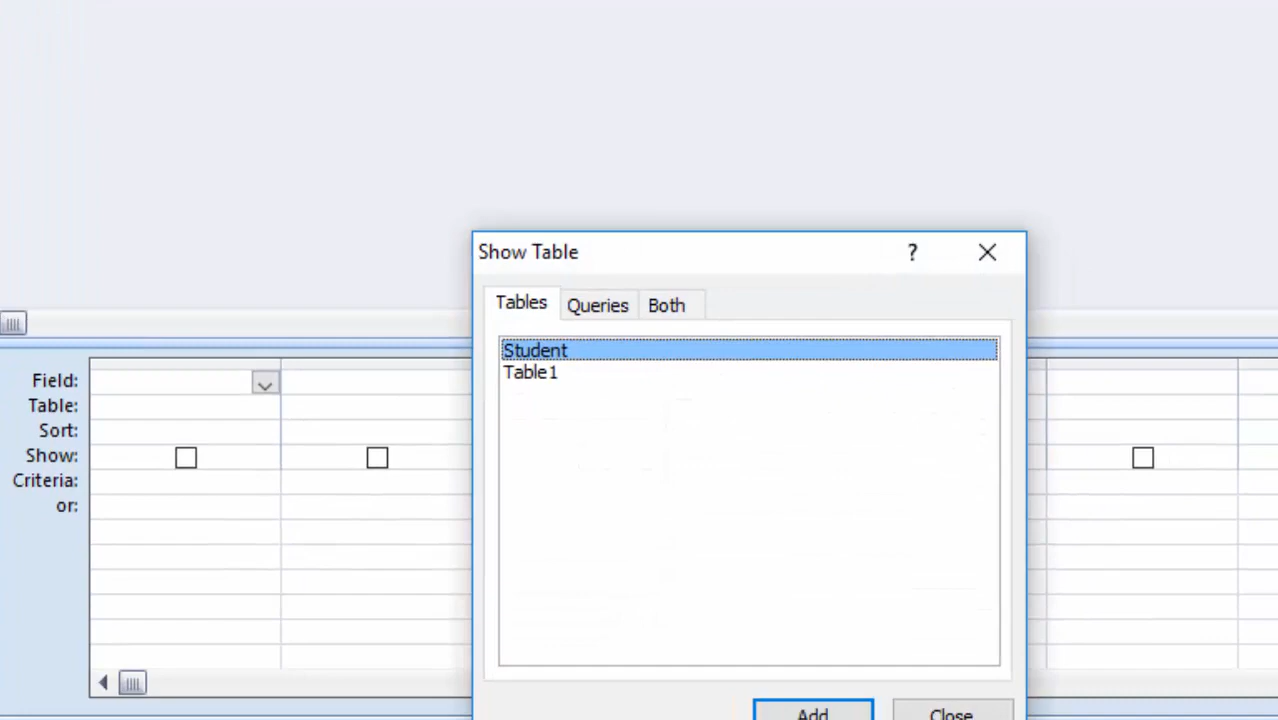 Show Table ?
Tables Queries Both
Student
Table1
Field:
Table:
Sort:
Show:
Criteria:
or:
Add Close